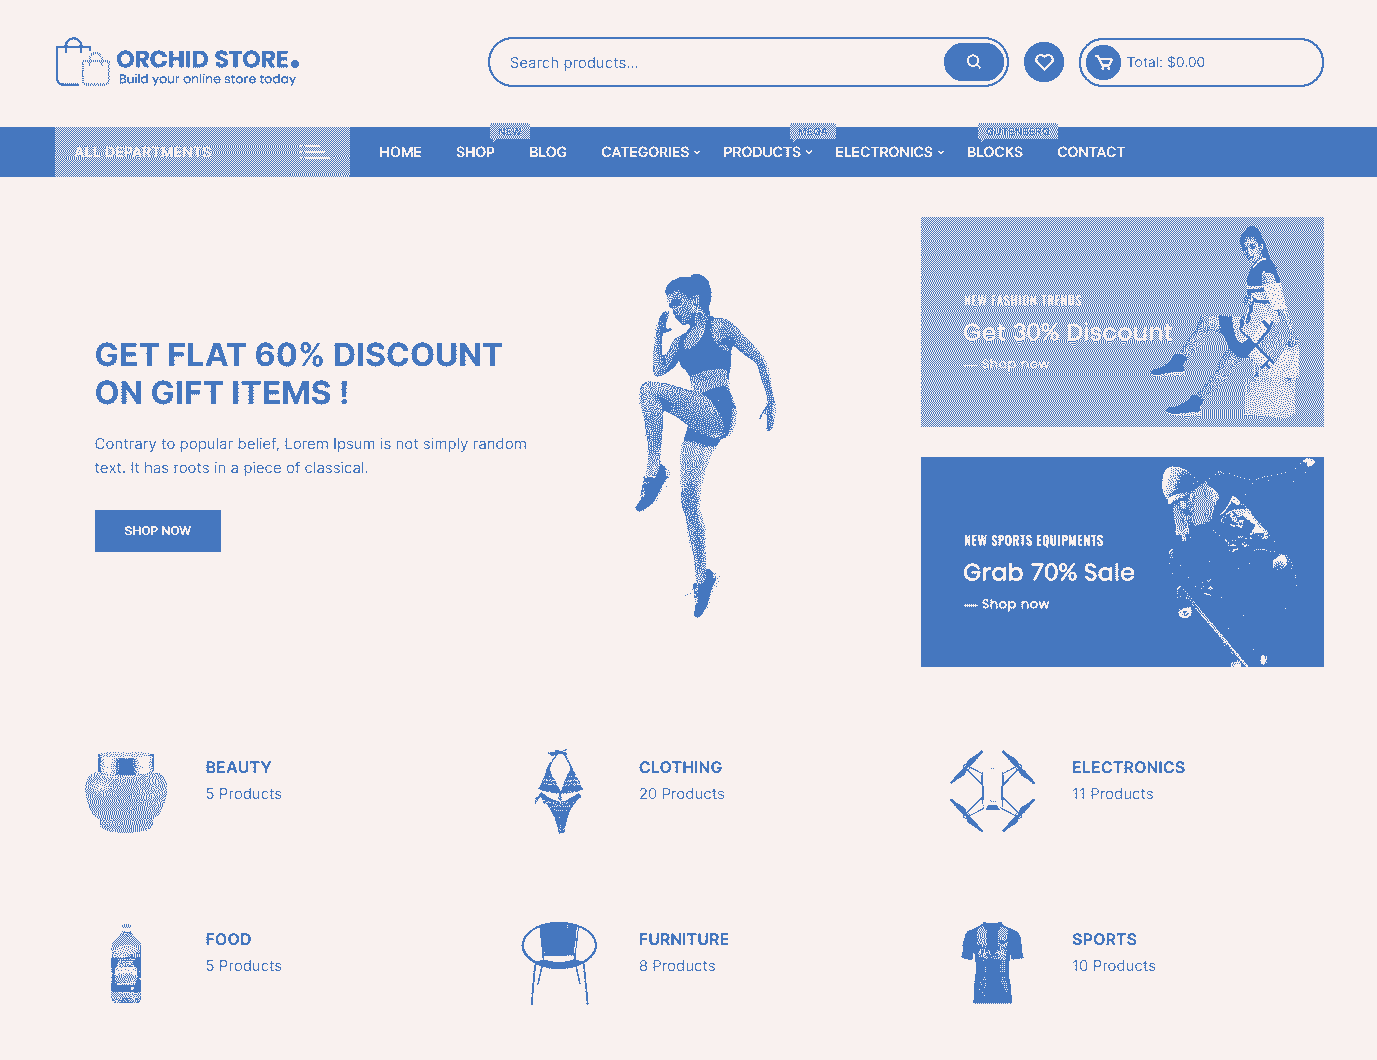 ORCHID STORE.
Build your online store today
Search products...
Total: $0.00
ALL DEPARTMENTS
NEW
MEGA
GUTENBERG
HOME
SHOP
BLOG
CATEGORIES
PRODUCTS
ELECTRONICS
BLOCKS
CONTACT
GET FLAT 60% DISCOUNT
ON GIFT ITEMS !
Contrary to popular belief, Lorem Ipsum is not simply random
text. It has roots in a piece of classical.
SHOP NOW
NEW FASHION TRENDS
Get 30% Discount
— Shop now
NEW SPORTS EQUIPMENTS
Grab 70% Sale
— Shop now
BEAUTY
5 Products
CLOTHING
20 Products
ELECTRONICS
11 Products
FOOD
5 Products
FURNITURE
8 Products
SPORTS
10 Products